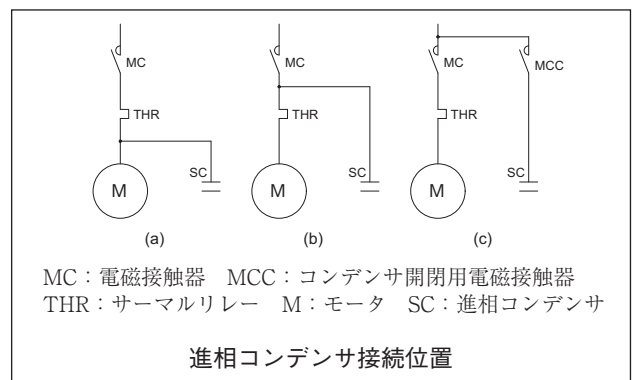 MC MC MC MCC
THR THR THR
SC SC SC
M M M
(a) (b) (c)
MC：電磁接触器 MCC：コンデンサ開閉用電磁接触器
THR：サーマルリレー M：モータ SC：進相コンデンサ
進相コンデンサ接続位置